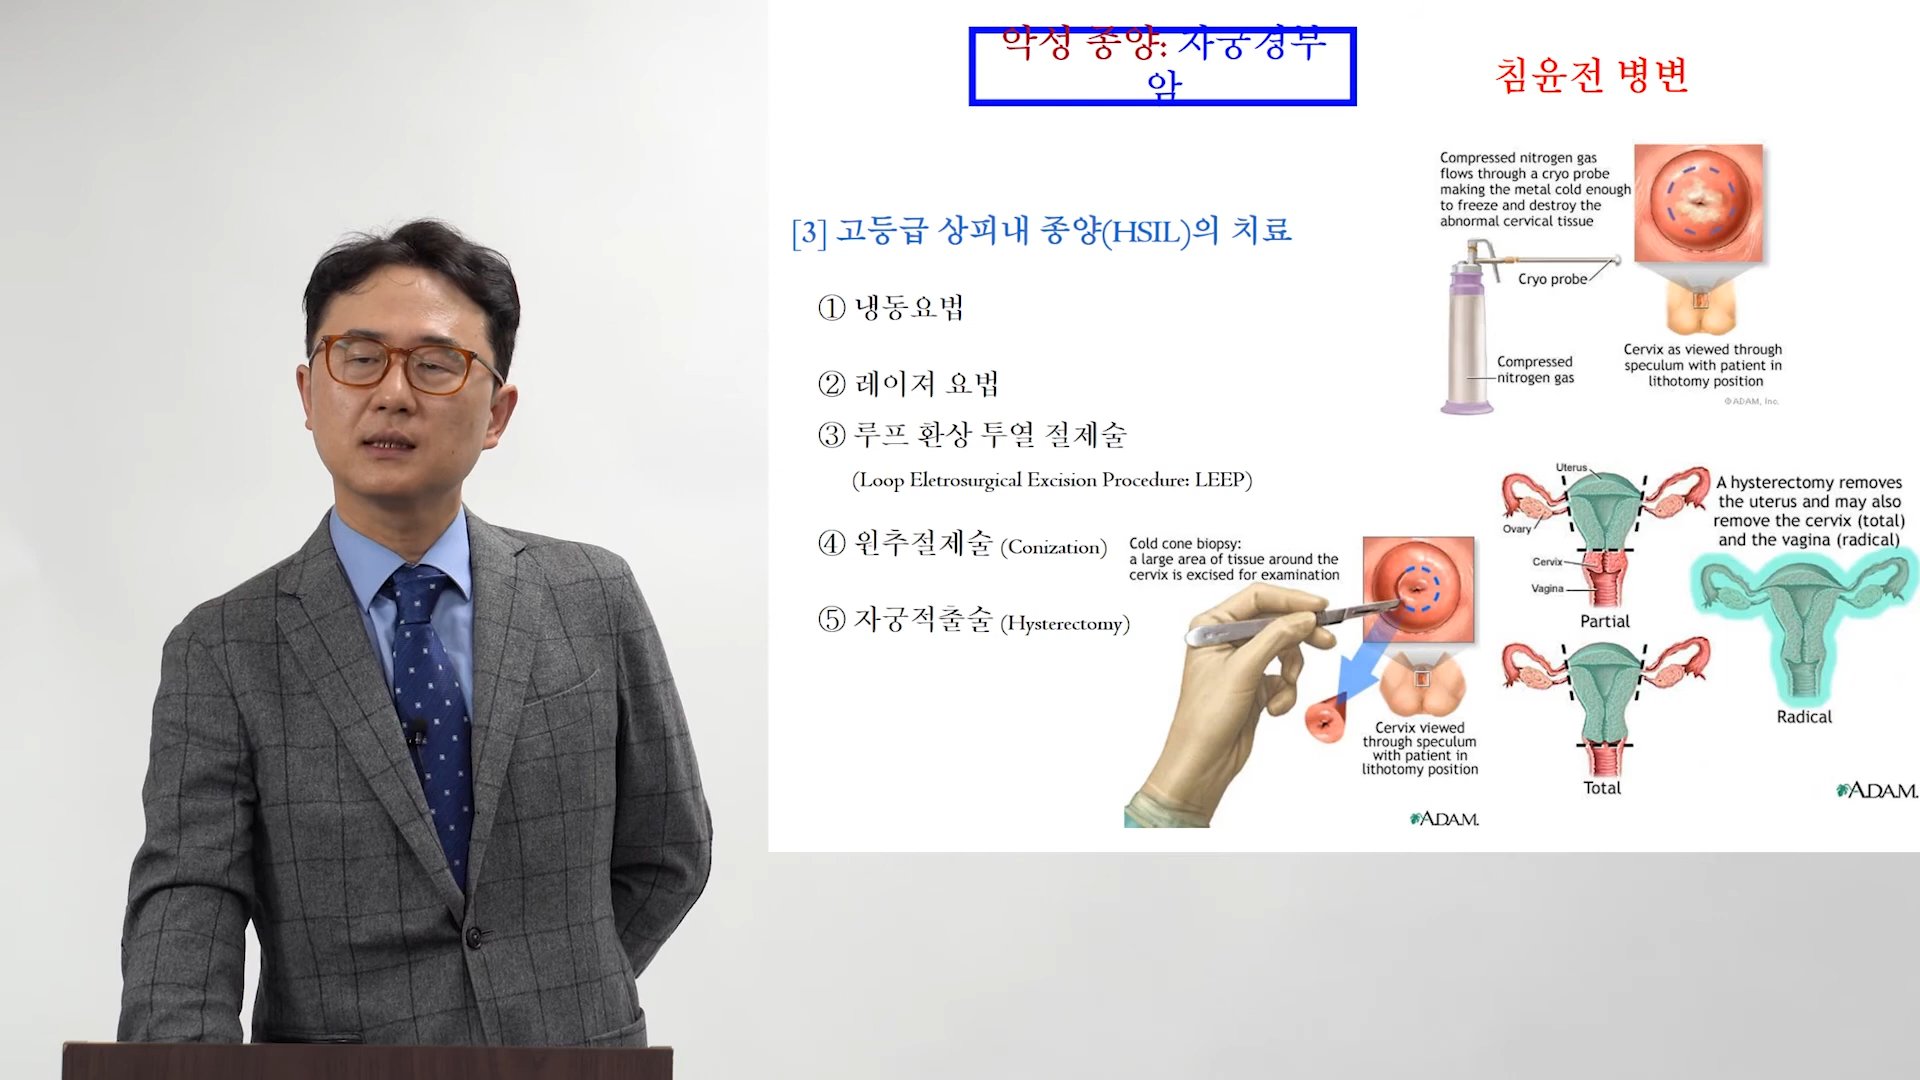 악성 종양: 자궁경부
암
침윤전 병변
[3] 고등급 상피내 종양(HSIL)의 치료
① 냉동요법
② 레이져 요법
③ 루프 환상 투열 절제술
(Loop Eletrosurgical Excision Procedure: LEEP)
④ 원추절제술 (Conization)
⑤ 자궁적출술 (Hysterectomy)
Compressed nitrogen gas
flows through a cryo probe
making the metal cold enough
to freeze and destroy the
abnormal cervical tissue
Cryo probe
Compressed
nitrogen gas
Cervix as viewed through
speculum with patient in
lithotomy position
©ADAM, Inc.
Cold cone biopsy:
a large area of tissue around the
cervix is excised for examination
Cervix viewed
through speculum
with patient in
lithotomy position
ADAM.
Uterus
Ovary
Cervix
Vagina
Partial
Total
A hysterectomy removes
the uterus and may also
remove the cervix (total)
and the vagina (radical)
Radical
ADAM.